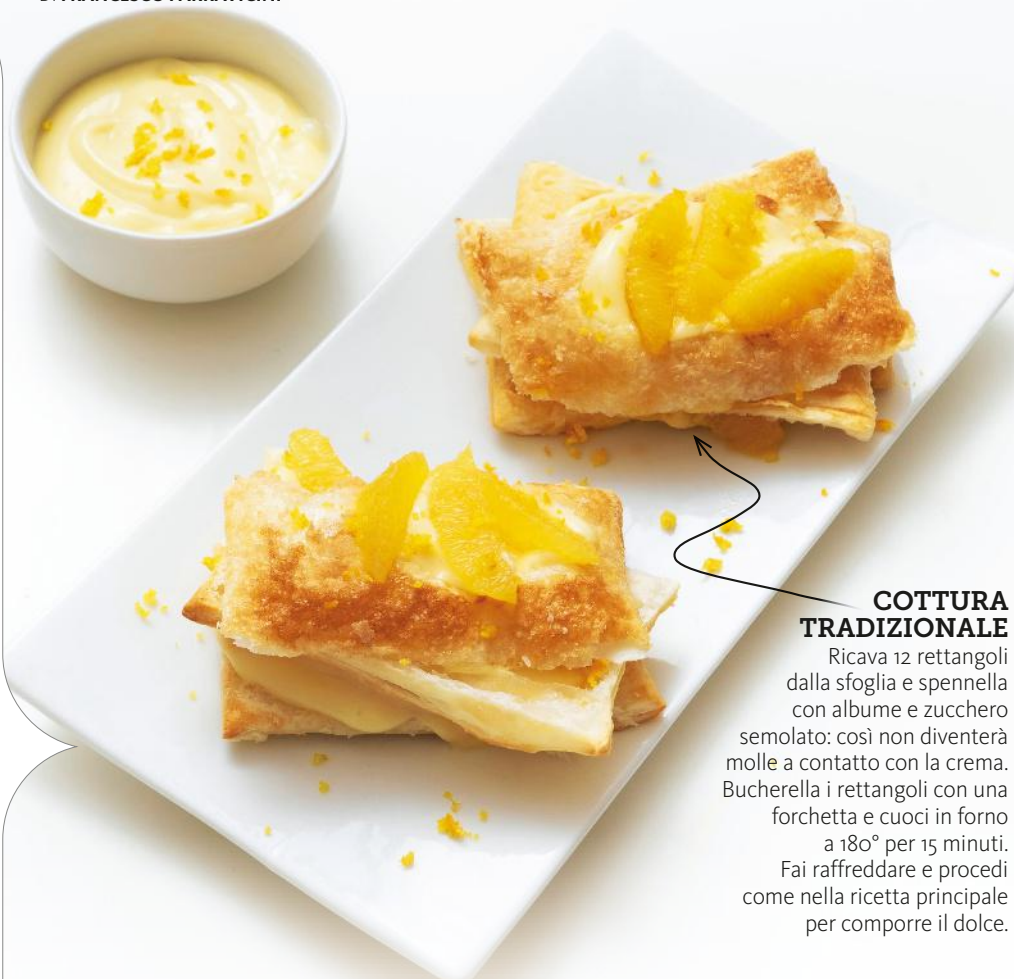 COTTURA
TRADIZIONALE
Ricava 12 rettangoli
dalla sfoglia e spennella
con albume e zucchero
semolato: così non diventerà
molle a contatto con la crema.
Bucherella i rettangoli con una
forchetta e cuoci in forno
a 180° per 15 minuti.
Fai raffreddare e procedi
come nella ricetta principale
per comporre il dolce.